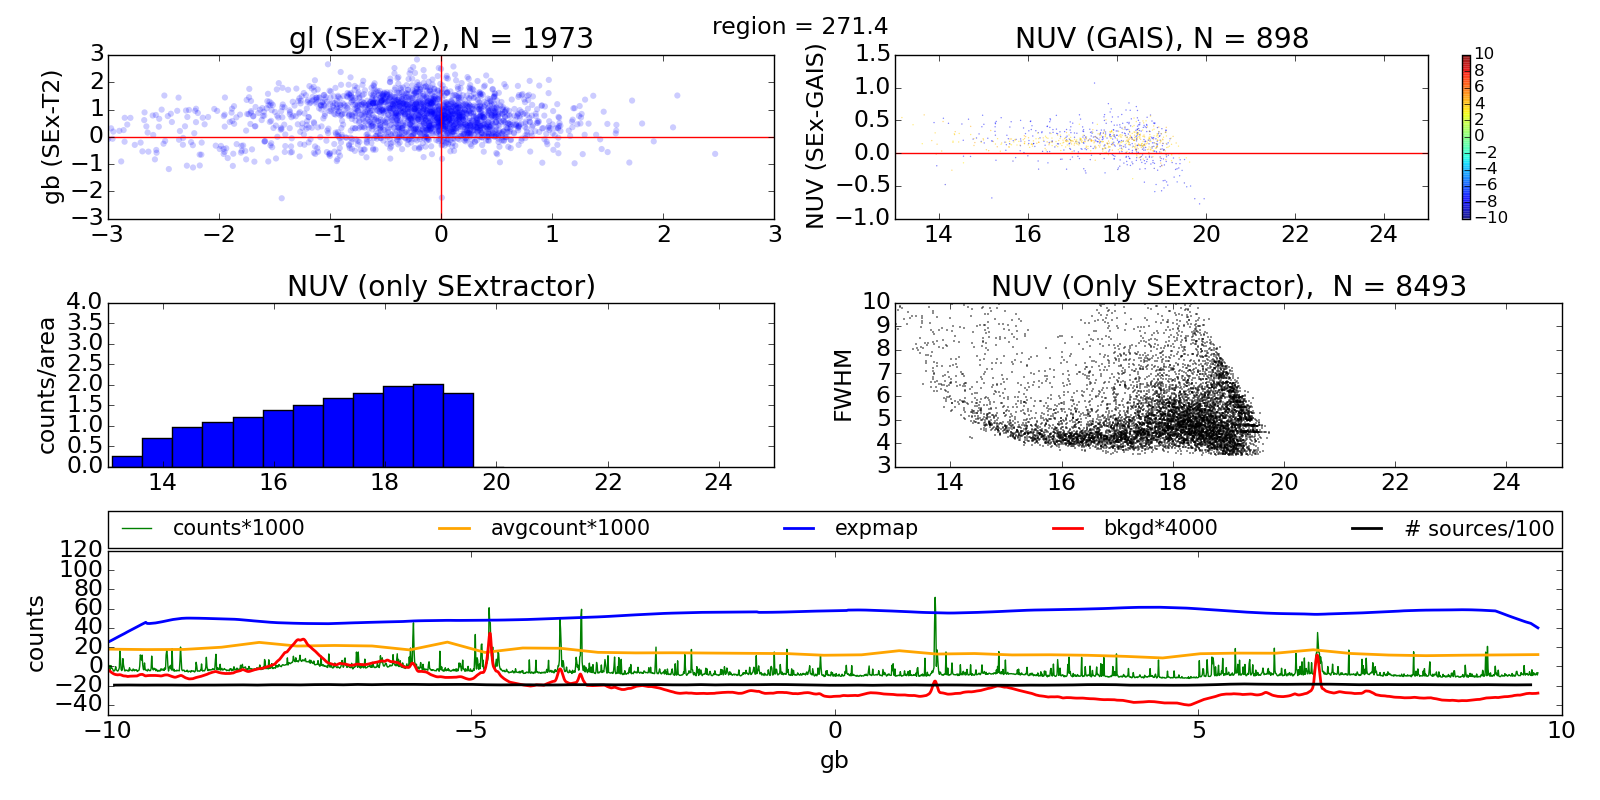 region = 271.4
gl (SEx-T2), N = 1973
gb (SEx-T2)
3
2
1
0
−1
−2
−3
−3 −2 −1 0 1 2 3
NUV (GAIS), N = 898
NUV (SEx-GAIS)
1.5
1.0
0.5
0.0
−0.5
−1.0
14 16 18 20 22 24
10
8
6
4
2
0
−2
−4
−6
−8
−10
NUV (only SExtractor)
counts/area
4.0
3.5
3.0
2.5
2.0
1.5
1.0
0.5
0.0
14 16 18 20 22 24
NUV (Only SExtractor),  N = 8493
FWHM
10
9
8
7
6
5
4
3
14 16 18 20 22 24
counts*1000 avgcount*1000 expmap bkgd*4000 # sources/100
counts
120
100
80
60
40
20
0
−20
−40
−10 −5 0 5 10
gb